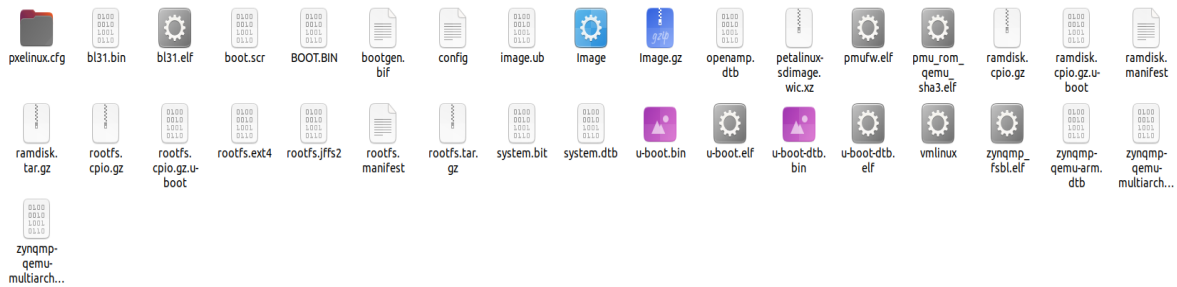 pxelinux.cfg bl31.bin bl31.elf boot.scr BOOT.BIN bootgen. config image.ub Image Image.gz openamp. petalinux- pmufw.elf pmu_rom_ ramdisk. ramdisk. ramdisk.
bif dtb sdimage. qemu_ cpio.gz cpio.gz.u- manifest
wic.xz sha3.elf boot
ramdisk. rootfs. rootfs. rootfs.ext4 rootfs.jffs2 rootfs. rootfs.tar. system.bit system.dtb u-boot.bin u-boot.elf u-boot-dtb. u-boot-dtb. vmlinux zynqmp_ zynqmp- zynqmp-
tar.gz cpio.gz cpio.gz.u- manifest gz bin elf fsbl.elf qemu-arm. qemu-
boot dtb multiarch...
zynqmp-
qemu-
multiarch...